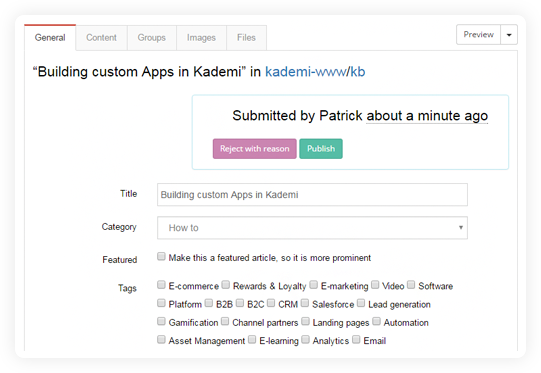 General Content Groups Images Files Preview
“Building custom Apps in Kademi” in kademi-www/kb
Submitted by Patrick about a minute ago
Reject with reason Publish
Title Building custom Apps in Kademi
Category How to
Featured Make this a featured article, so it is more prominent
Tags E-commerce Rewards & Loyalty E-marketing Video Software
Platform B2B B2C CRM Salesforce Lead generation
Gamification Channel partners Landing pages Automation
Asset Management E-learning Analytics Email